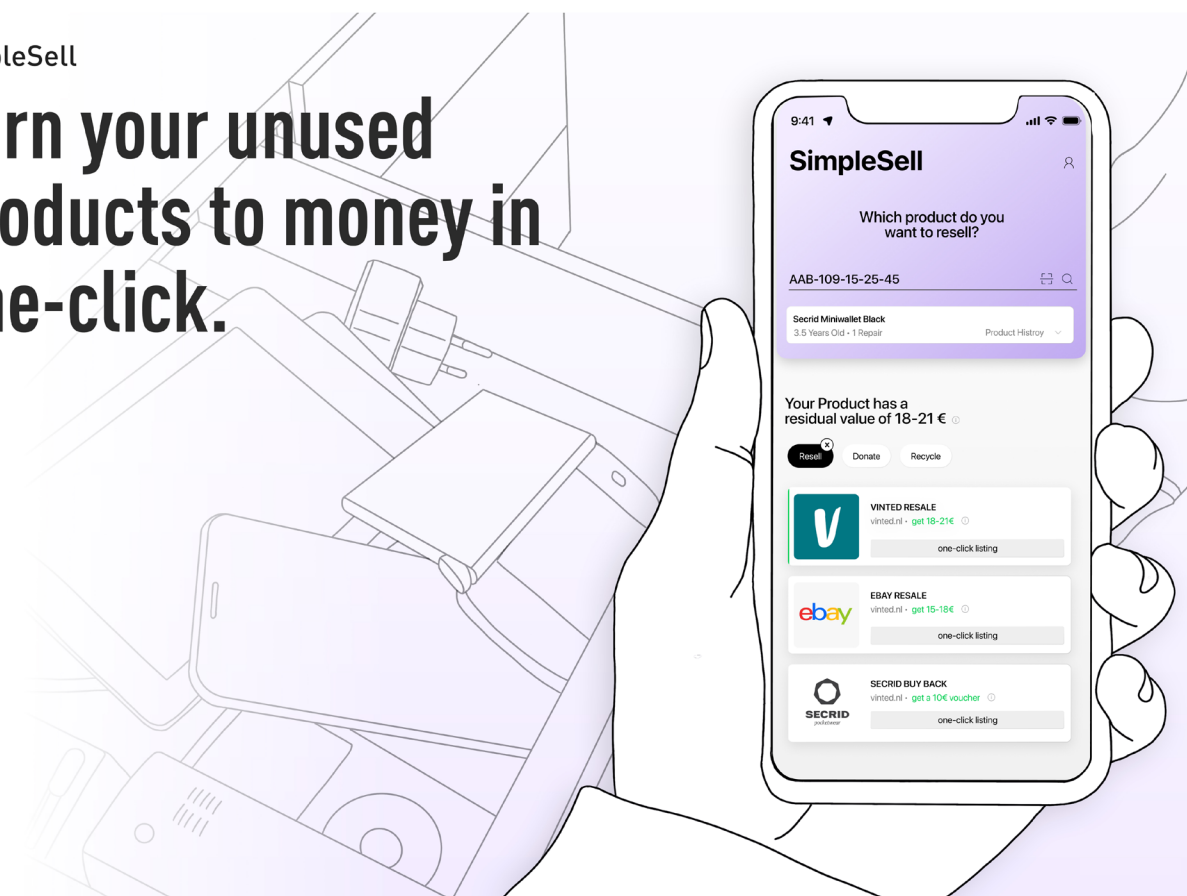 leSell
rn your unused
oducts to money in
ne-click.
9:41
SimpleSell
Which product do you
want to resell?
AAB-109-15-25-45
Secrid Miniwallet Black
3.5 Years Old • 1 Repair
Product Histroy
Your Product has a
residual value of 18-21 €
Resell
x
Donate
Recycle
V
VINTED RESALE
vinted.nl • get 18-21€
one-click listing
ebay
EBAY RESALE
vinted.nl • get 15-18€
one-click listing
SECRID
pocketwear
SECRID BUY BACK
vinted.nl • get a 10€ voucher
one-click listing